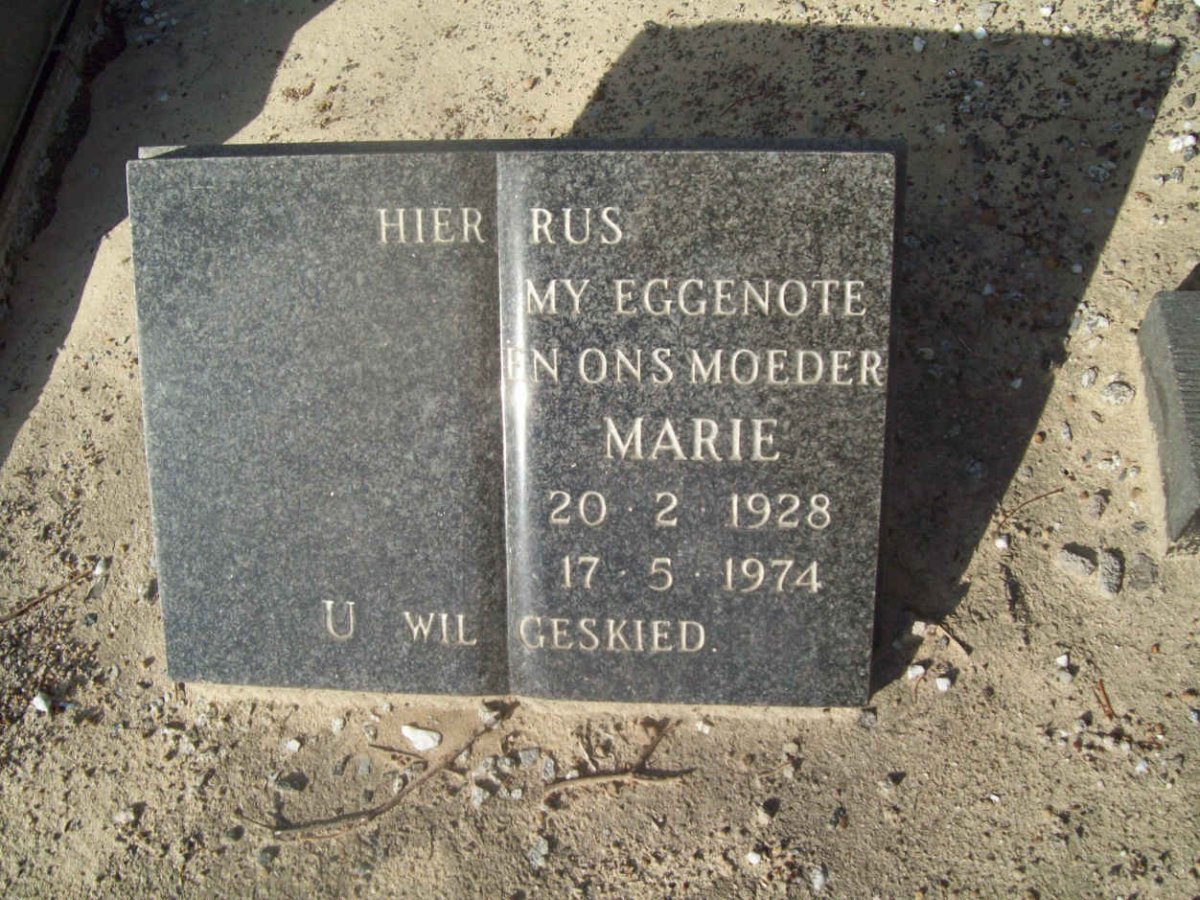 HIER RUS
MY EGGENOTE
EN ONS MOEDER
MARIE
20 · 2 · 1928
17 · 5 · 1974
U WIL GESKIED.